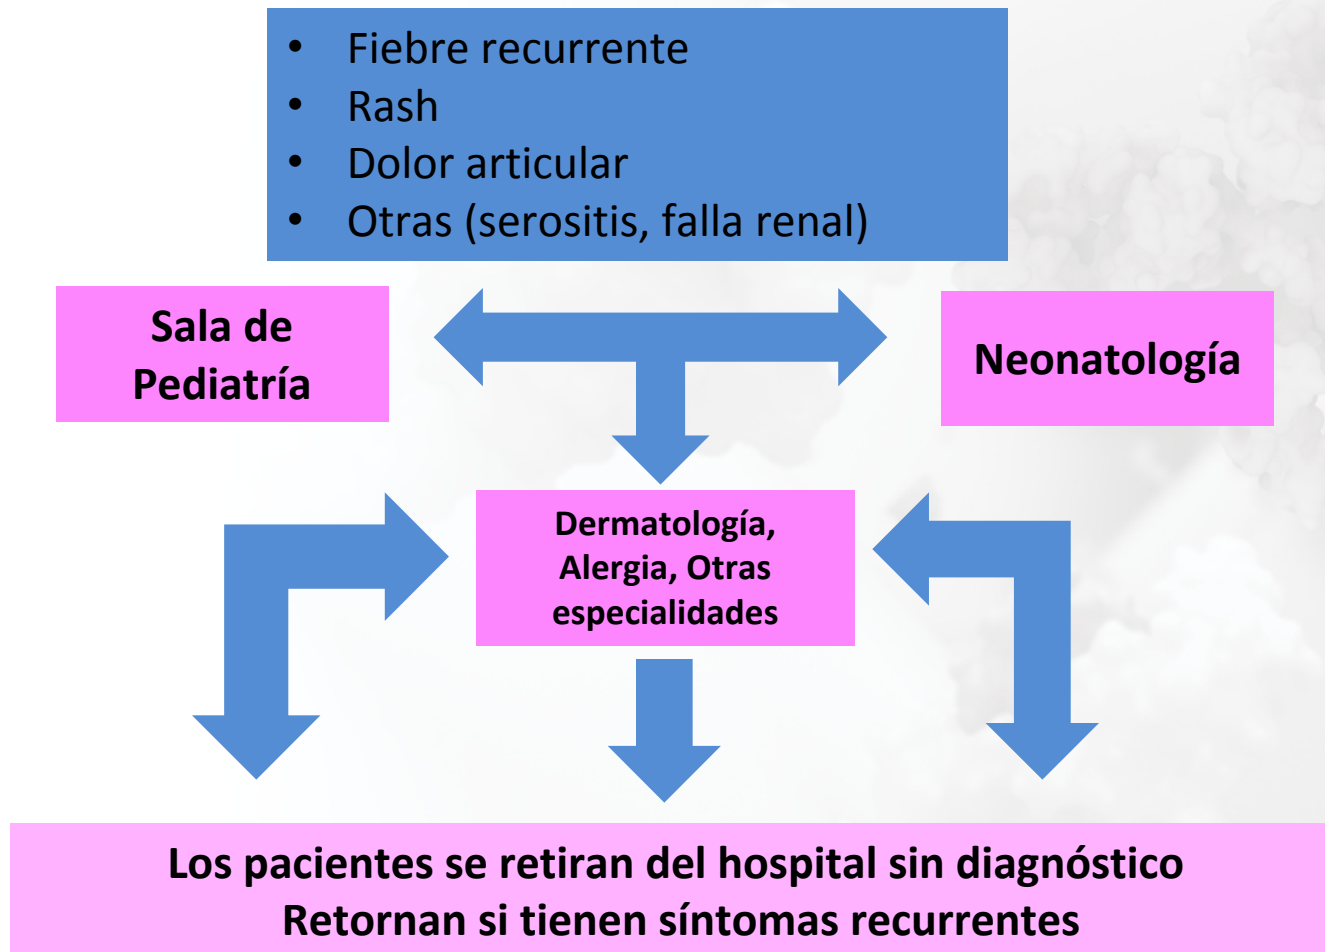 • Fiebre recurrente
• Rash
• Dolor articular
• Otras (serositis, falla renal)
Sala de
Pediatría
Neonatología
Dermatología,
Alergia, Otras
especialidades
Los pacientes se retiran del hospital sin diagnóstico
Retornan si tienen síntomas recurrentes